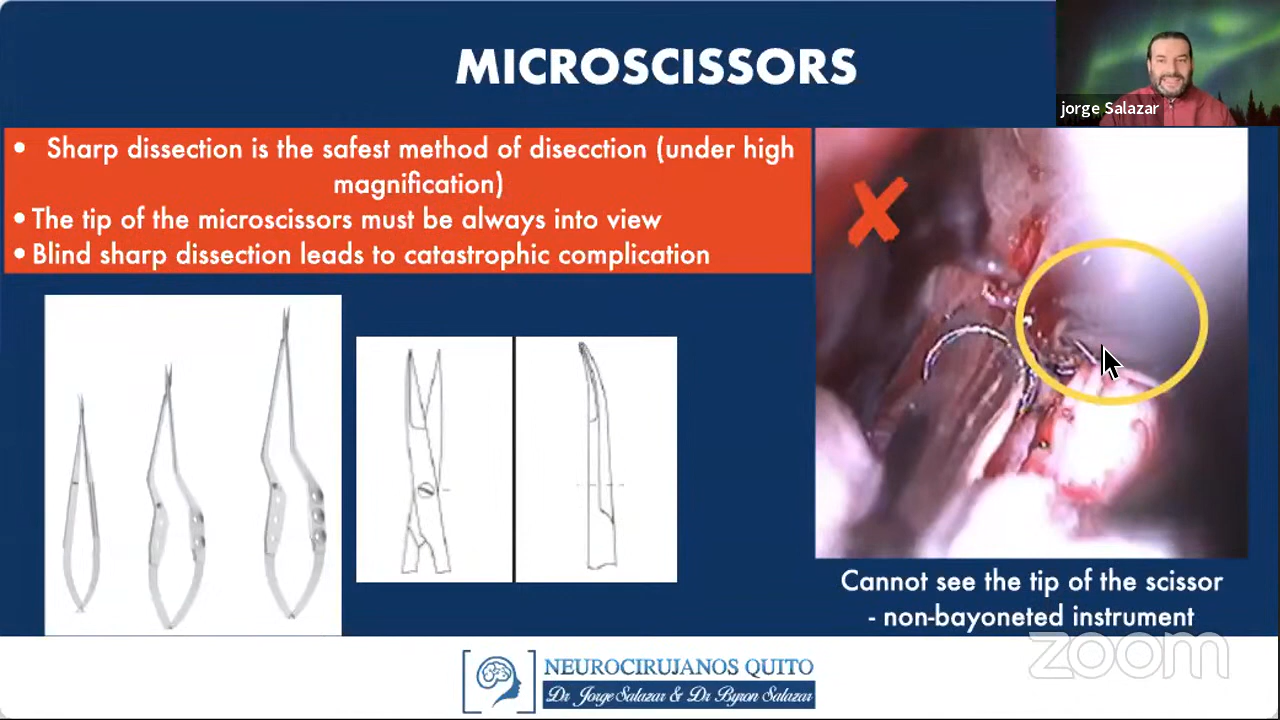 MICROSCISSORS
jorge Salazar
• Sharp dissection is the safest method of disecction (under high
magnification)
• The tip of the microscissors must be always into view
• Blind sharp dissection leads to catastrophic complication
Cannot see the tip of the scissor
- non-bayoneted instrument
zoom
NEUROCIRUJANOS QUITO
Dr Jorge Salazar & Dr Byron Salazar